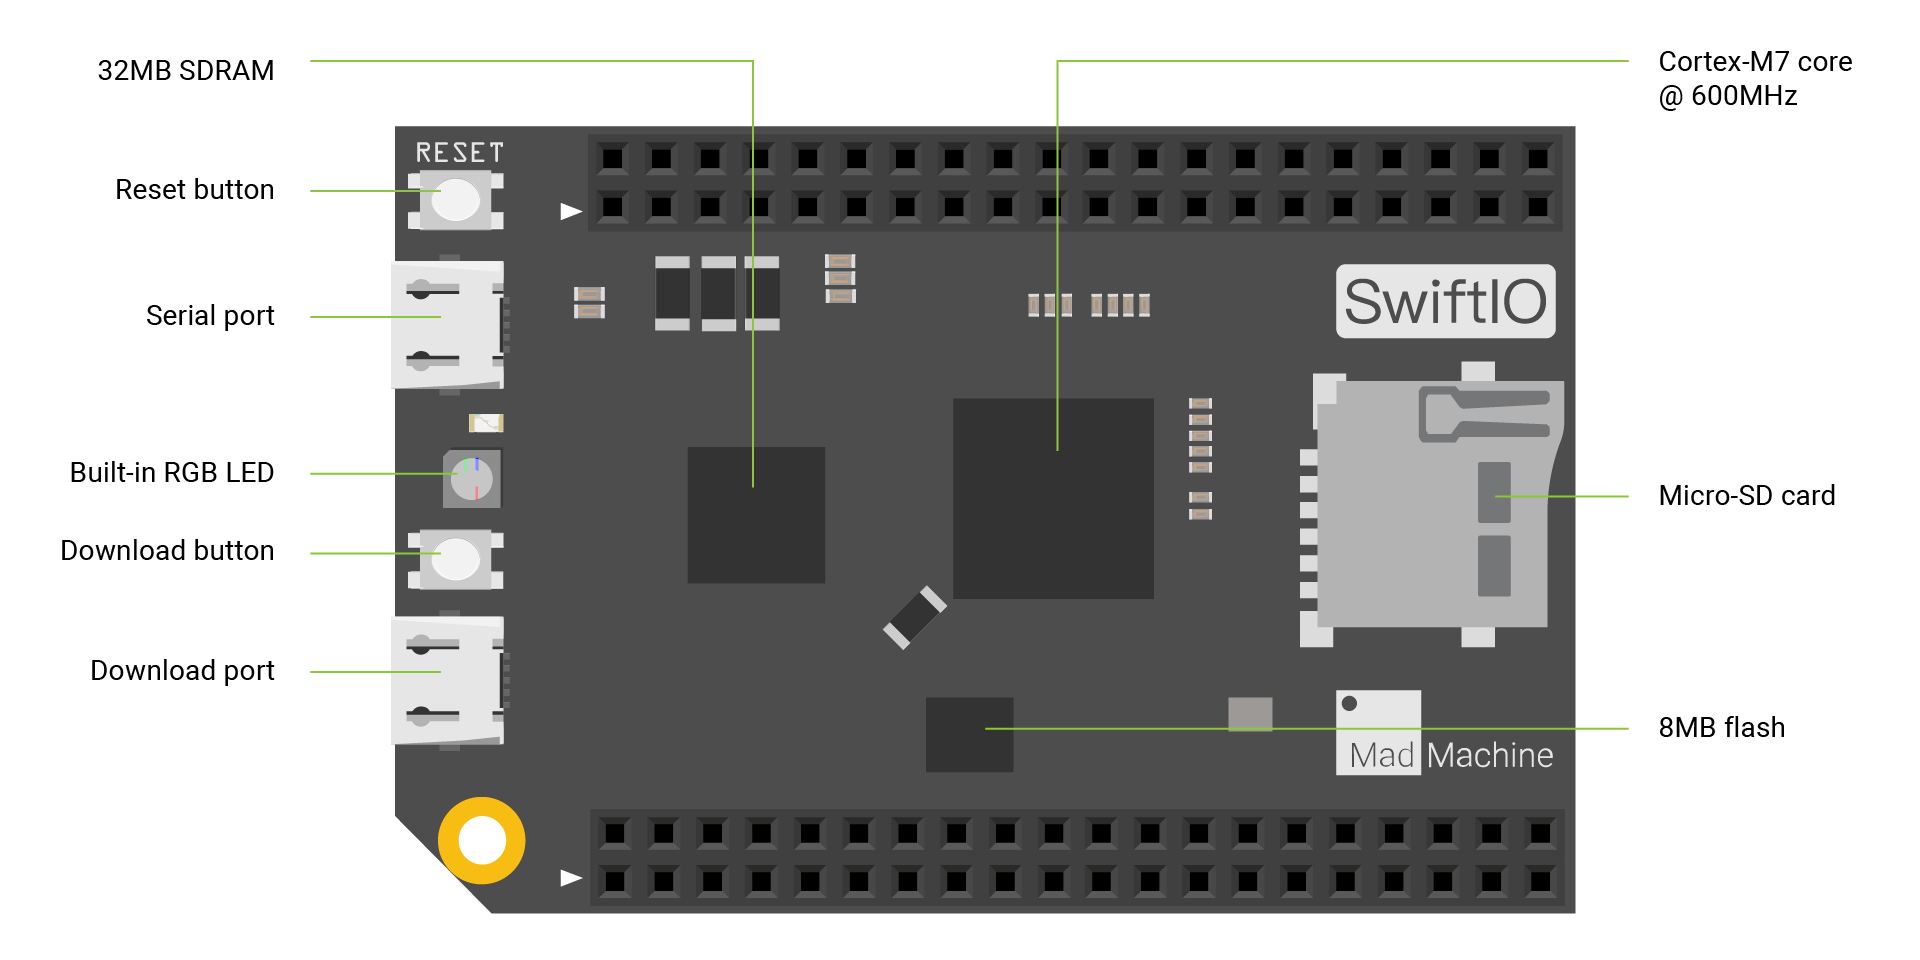 32MB SDRAM
Cortex-M7 core
@ 600MHz
RESET
Reset button
Serial port
SwiftIO
Built-in RGB LED
Micro-SD card
Download button
Download port
8MB flash
Mad Machine